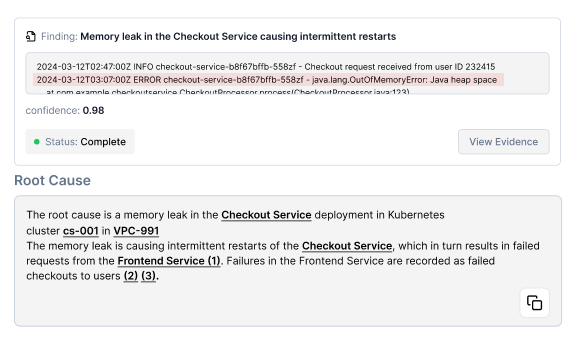 Finding: Memory leak in the Checkout Service causing intermittent restarts
2024-03-12T02:47:00Z INFO checkout-service-b8f67bffb-558zf - Checkout request received from user ID 232415
2024-03-12T03:07:00Z ERROR checkout-service-b8f67bffb-558zf - java.lang.OutOfMemoryError: Java heap space
at com.example.checkoutservice.CheckoutProcessor.process(CheckoutProcessor.java:123)
confidence: 0.98
Status: Complete
View Evidence
Root Cause
The root cause is a memory leak in the Checkout Service deployment in Kubernetes
cluster cs-001 in VPC-991
The memory leak is causing intermittent restarts of the Checkout Service, which in turn results in failed
requests from the Frontend Service (1). Failures in the Frontend Service are recorded as failed
checkouts to users (2) (3).